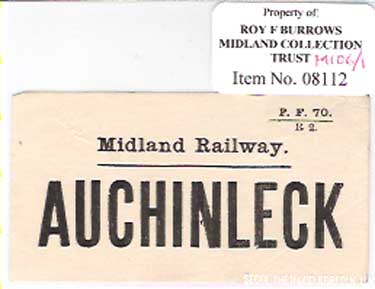 Property of:
ROY F BURROWS
MIDLAND COLLECTION
TRUST M106/1
Item No. 08112
P. F. 70.
R 2.
Midland Railway.
AUCHINLECK